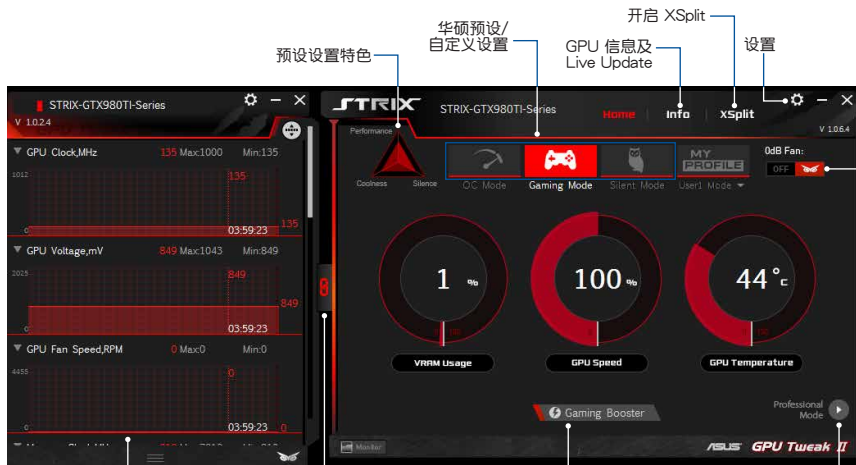 开启 XSplit
华硕预设/
自定义设置
预设设置特色
GPU 信息及
Live Update
设置
STRIX-GTX980TI-Series
V 1.0.2.4
GPU Clock,MHz 135 Max:1000 Min:135
1012
135
0
03:59:23
135
GPU Voltage,mV 849 Max:1043 Min:849
2025
849
849
0
03:59:23
GPU Fan Speed,RPM 0 Max:0 Min:0
4455
0
0
03:59:23
0
STRIX
STRIX-GTX980TI-Series
Home
Info
XSplit
V 1.0.6.4
Performance
Coolness
Silence
OC Mode
Gaming Mode
Silent Mode
MY
PROFILE
User1 Mode
0dB Fan:
OFF
1 %
VRAM Usage
100 %
GPU Speed
44°c
GPU Temperature
Gaming Booster
Professional
Mode
Monitor
ASUS GPU Tweak II